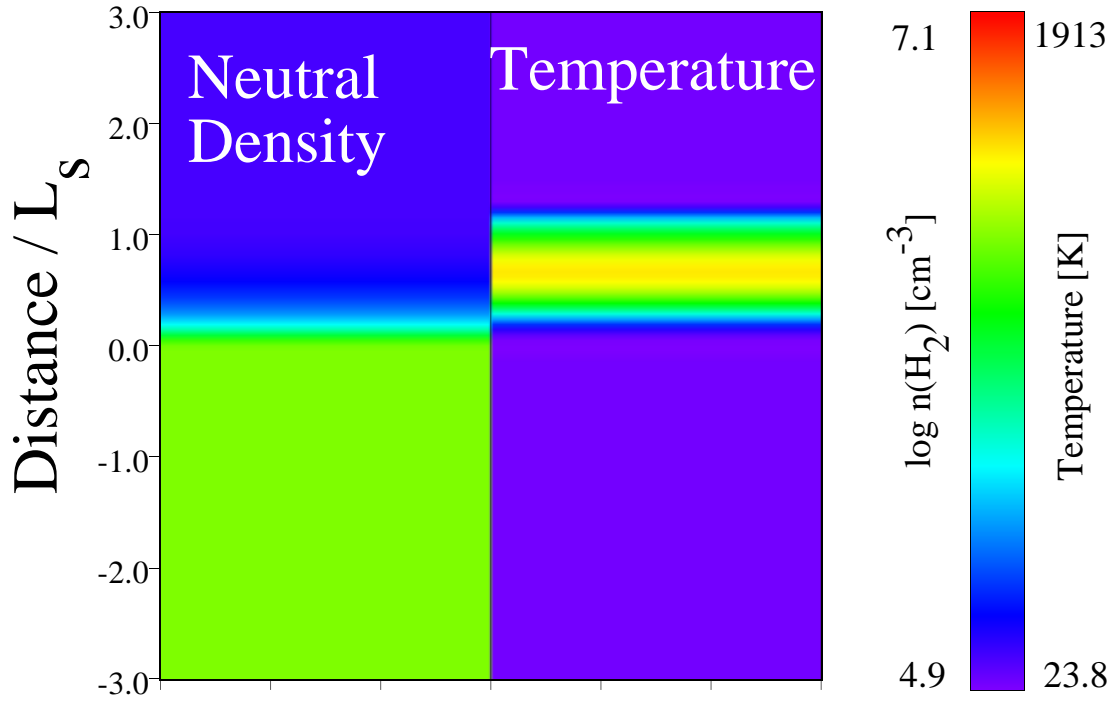 Neutral
Density
Temperature
Distance / Ls
3.0
2.0
1.0
0.0
-1.0
-2.0
-3.0
7.1
4.9
log n(H2) [cm-3]
1913
23.8
Temperature [K]